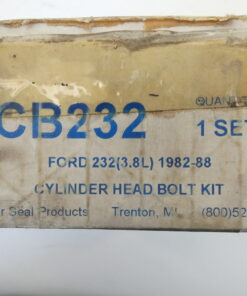 CB232
QUANT
1 SET
FORD 232(3.8L) 1982-88
CYLINDER HEAD BOLT KIT
r Seal Products Trenton, MI (800)52